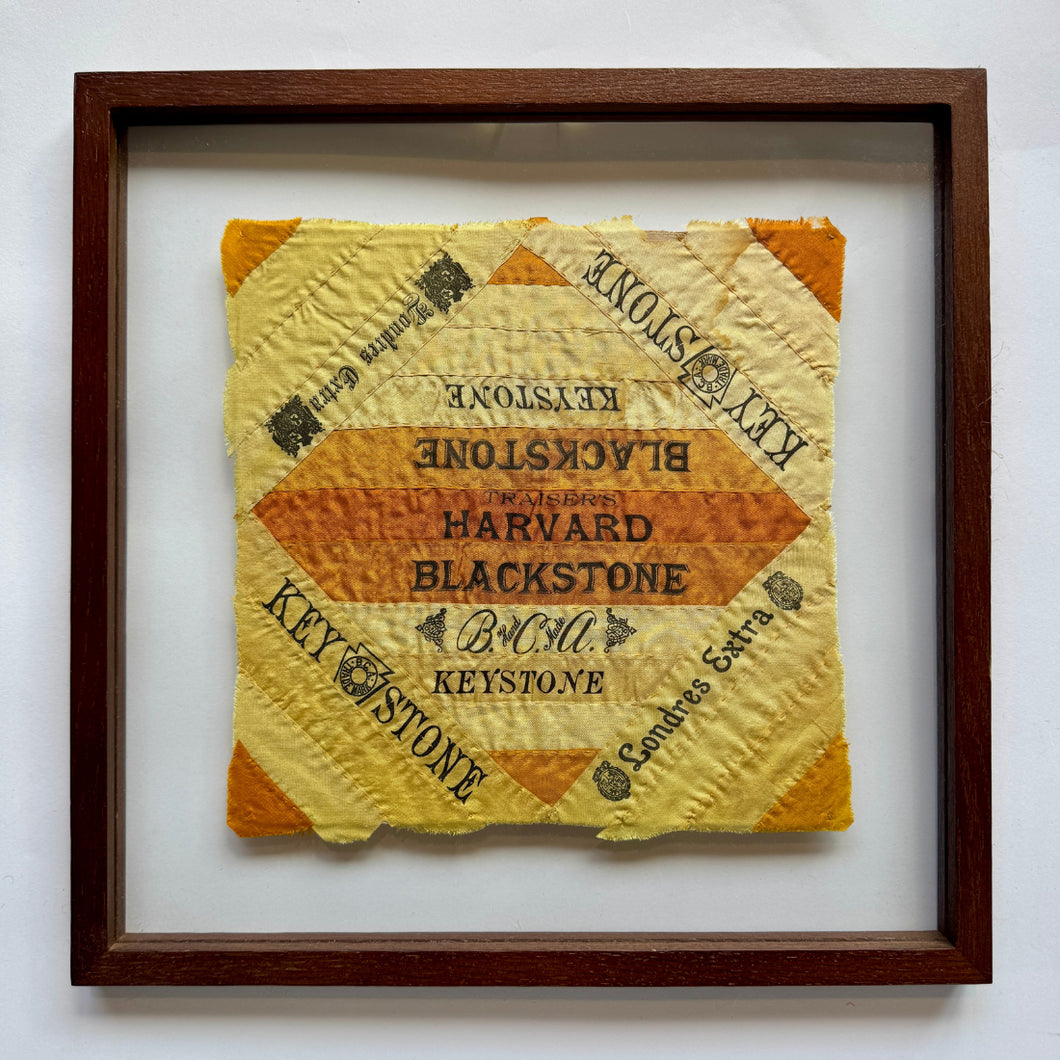 Londres Extra
KEY STONE
B.C.A.
KEYSTONE
BLACKSTONE
TRAISER'S
HARVARD
BLACKSTONE
B. Hand C. Made A.
KEYSTONE
KEY STONE
B.C.A.
Londres Extra